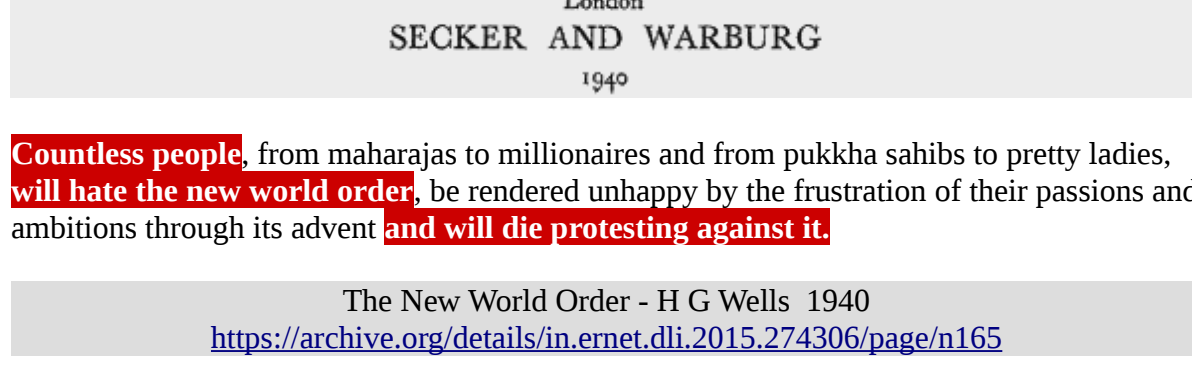 London
SECKER AND WARBURG
1940
Countless people, from maharajas to millionaires and from pukkha sahibs to pretty ladies,
will hate the new world order, be rendered unhappy by the frustration of their passions and
ambitions through its advent and will die protesting against it.
The New World Order - H G Wells 1940
https://archive.org/details/in.ernet.dli.2015.274306/page/n165